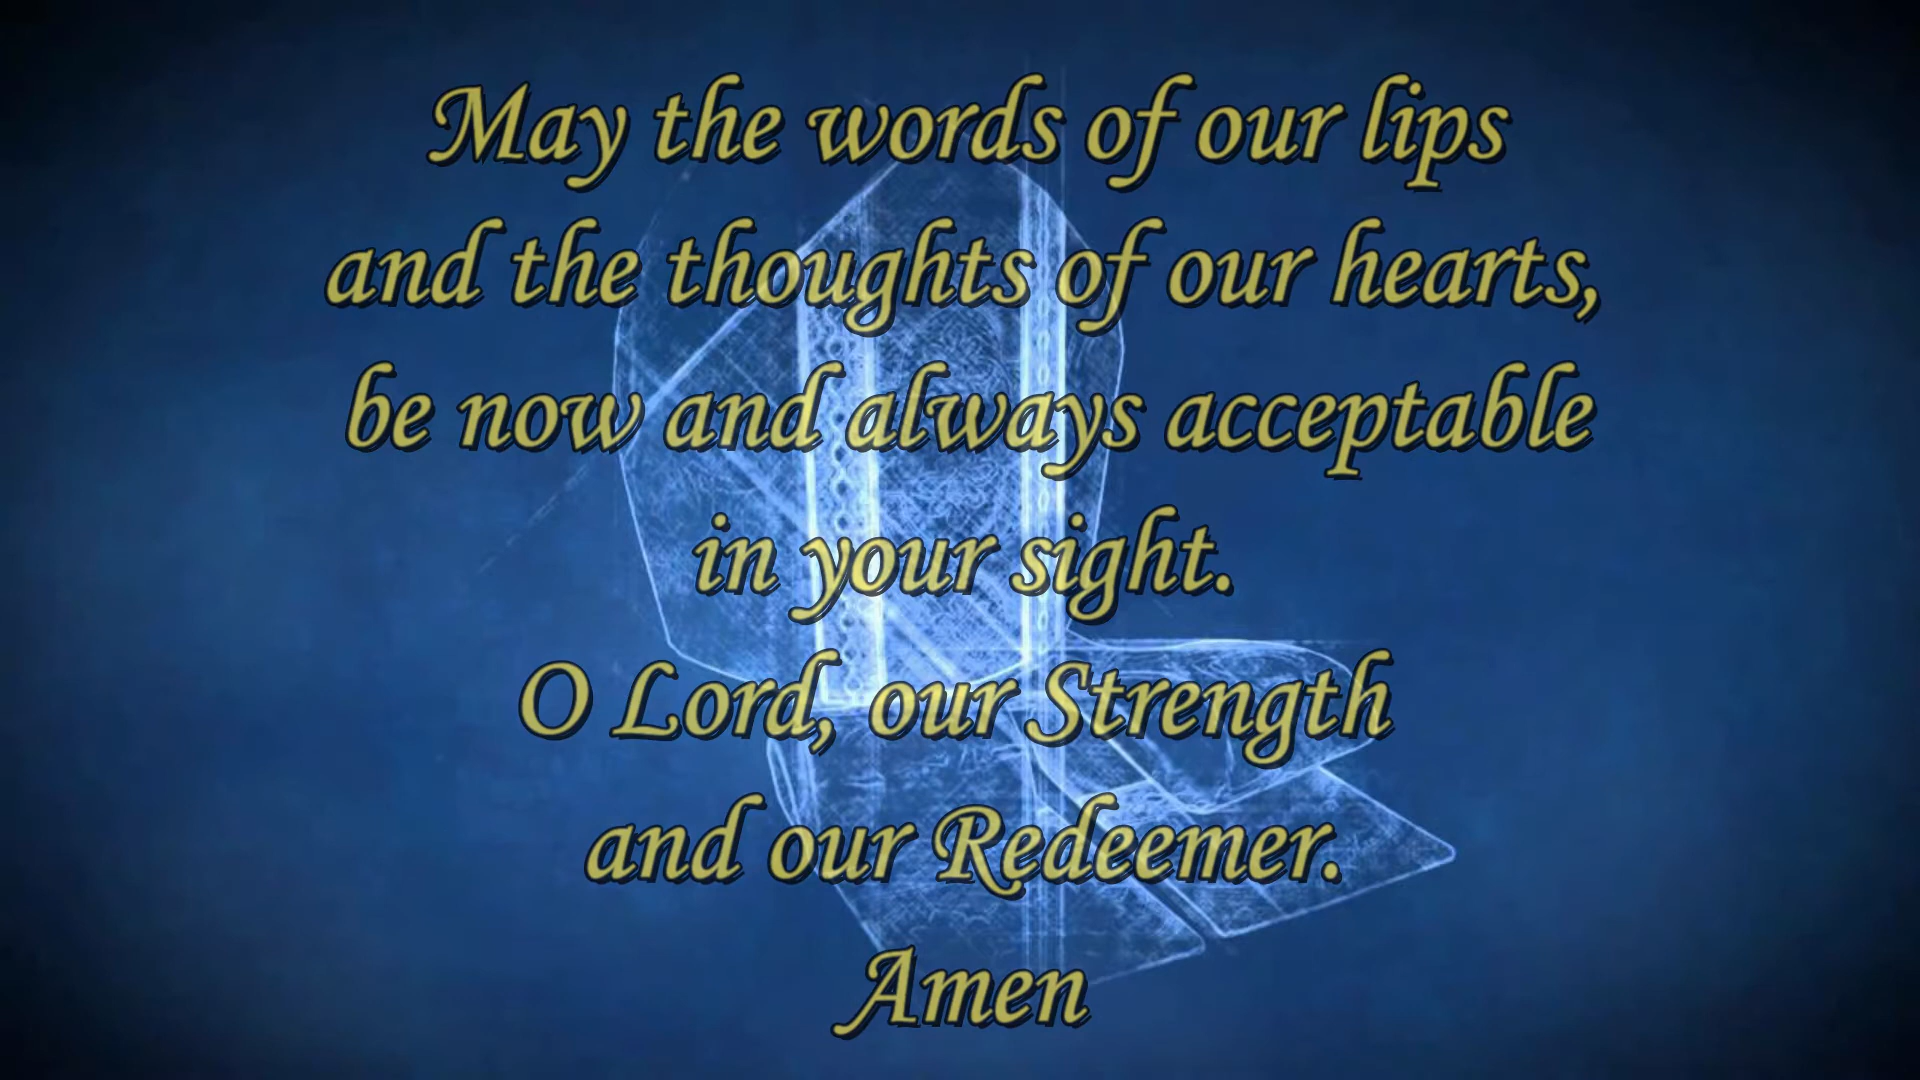 May the words of our lips
and the thoughts of our hearts,
be now and always acceptable
in your sight.
O Lord, our Strength
and our Redeemer.
Amen